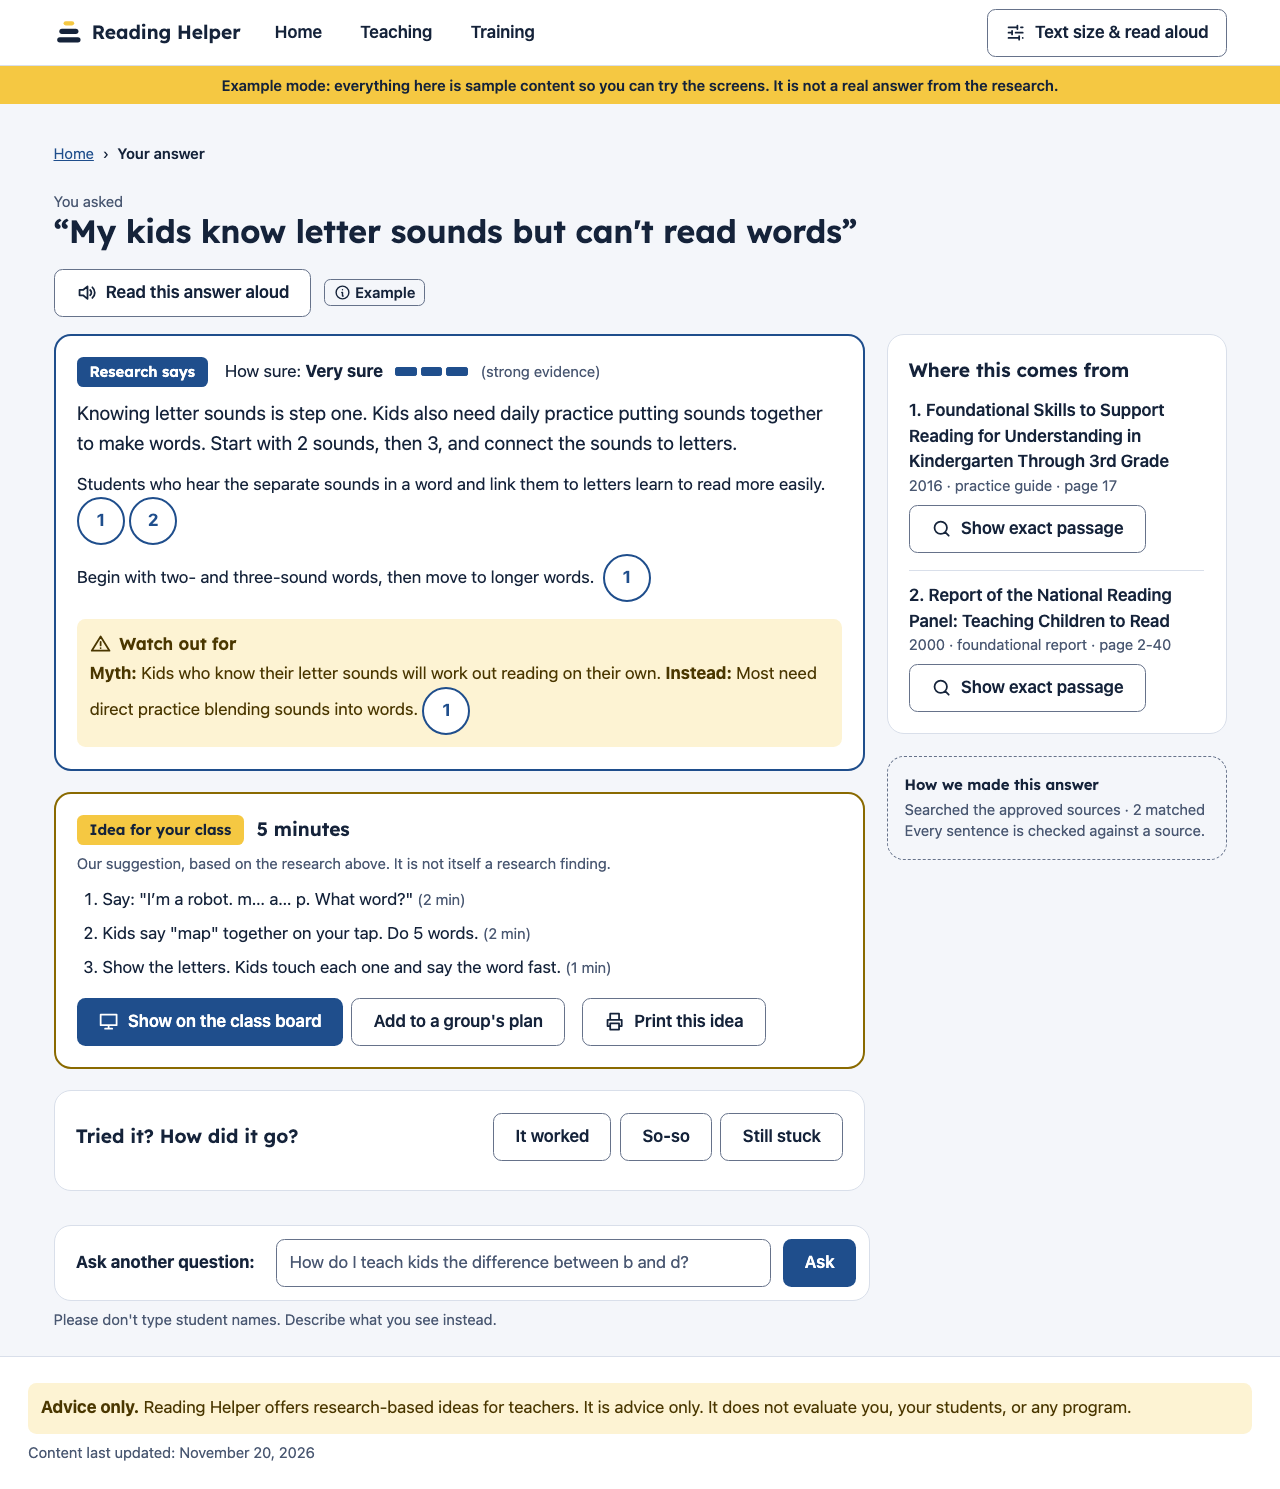 Reading Helper
Home
Teaching
Training
Text size & read aloud
Example mode: everything here is sample content so you can try the screens. It is not a real answer from the research.
Home › Your answer
You asked
“My kids know letter sounds but can't read words”
Read this answer aloud
Example
Research says
How sure: Very sure
(strong evidence)
Knowing letter sounds is step one. Kids also need daily practice putting sounds together
to make words. Start with 2 sounds, then 3, and connect the sounds to letters.
Students who hear the separate sounds in a word and link them to letters learn to read more easily.
1 2
Begin with two- and three-sound words, then move to longer words. 1
Watch out for
Myth: Kids who know their letter sounds will work out reading on their own. Instead: Most need
direct practice blending sounds into words. 1
Where this comes from
1. Foundational Skills to Support
Reading for Understanding in
Kindergarten Through 3rd Grade
2016 · practice guide · page 17
Show exact passage
2. Report of the National Reading
Panel: Teaching Children to Read
2000 · foundational report · page 2-40
Show exact passage
How we made this answer
Searched the approved sources · 2 matched
Every sentence is checked against a source.
Idea for your class
5 minutes
Our suggestion, based on the research above. It is not itself a research finding.
1. Say: "I’m a robot. m... a... p. What word?" (2 min)
2. Kids say "map" together on your tap. Do 5 words. (2 min)
3. Show the letters. Kids touch each one and say the word fast. (1 min)
Show on the class board
Add to a group's plan
Print this idea
Tried it? How did it go?
It worked
So-so
Still stuck
Ask another question:
How do I teach kids the difference between b and d?
Ask
Please don't type student names. Describe what you see instead.
Advice only. Reading Helper offers research-based ideas for teachers. It is advice only. It does not evaluate you, your students, or any program.
Content last updated: November 20, 2026